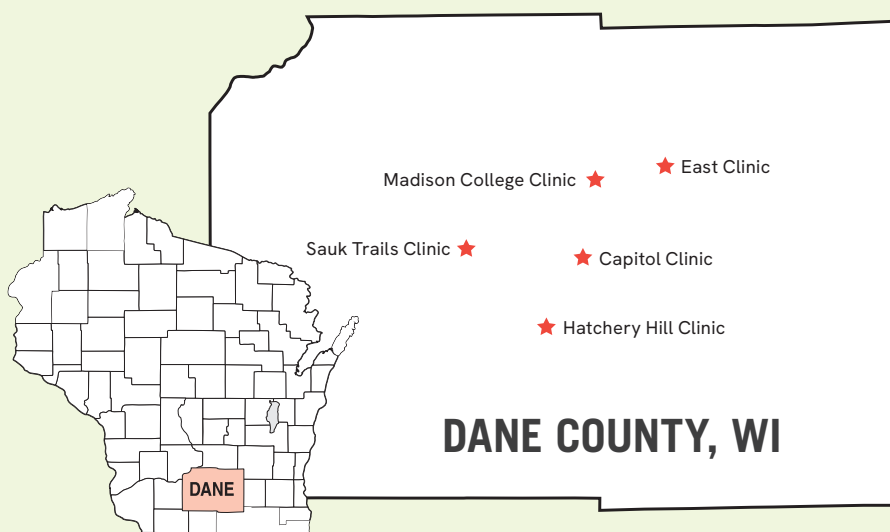 East Clinic
Madison College Clinic
Sauk Trails Clinic
Capitol Clinic
Hatchery Hill Clinic
DANE COUNTY, WI
DANE